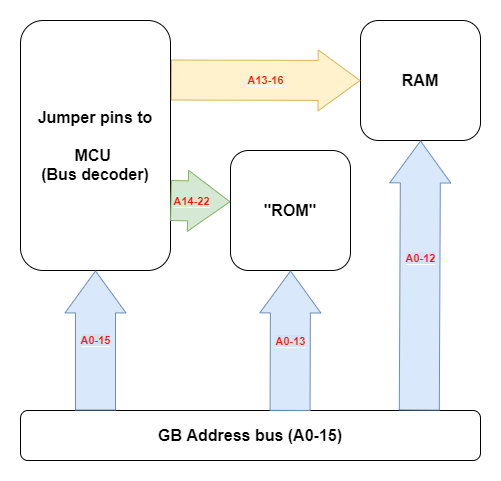 Jumper pins to
MCU
(Bus decoder)
A13-16
RAM
A14-22
"ROM"
A0-15
A0-13
A0-12
GB Address bus (A0-15)